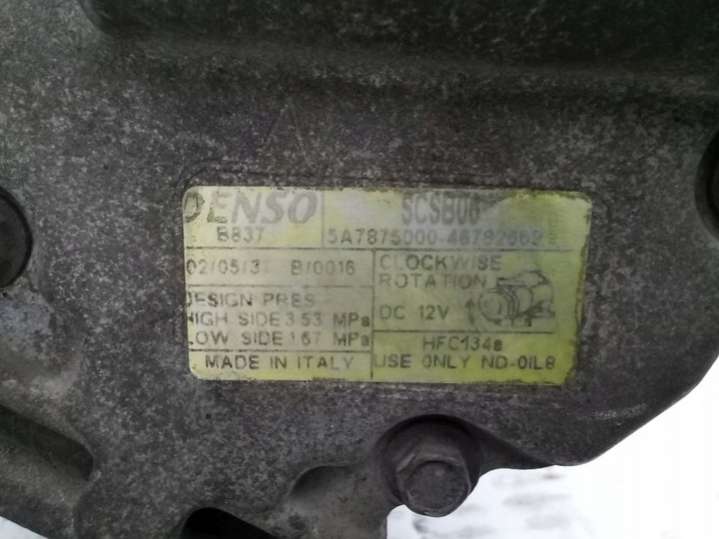 DENSO
SCSB06
B837
5A7875000
02/05/3
B/0016
CLOCKWISE
ROTATION
DC 12V
DESIGN PRES
HIGH SIDE 3.53 MPa
LOW SIDE 1.67 MPa
HFC134a
MADE IN ITALY
USE ONLY ND-OIL8